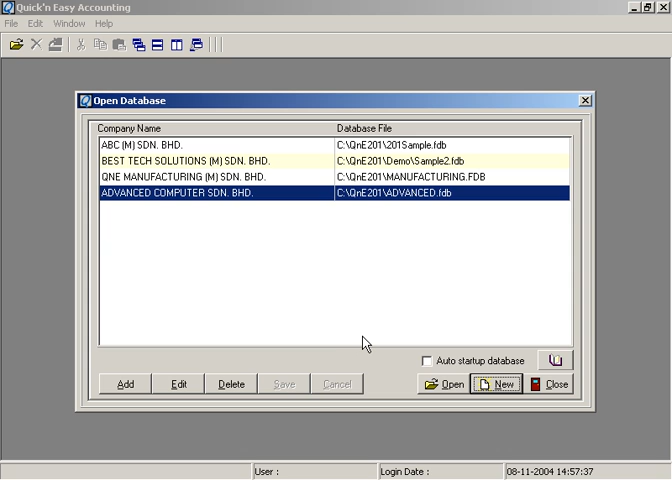 Quick'n Easy Accounting
File Edit Window Help
Open Database
Company Name Database File
ABC (M) SDN. BHD. C:\QnE201\201Sample.fdb
BEST TECH SOLUTIONS (M) SDN. BHD. C:\QnE201\Demo\Sample2.fdb
QNE MANUFACTURING (M) SDN. BHD. C:\QnE201\MANUFACTURING.FDB
ADVANCED COMPUTER SDN. BHD. C:\QnE201\ADVANCED.fdb
Auto startup database
Add Edit Delete Save Cancel Open New Close
User : Login Date : 08-11-2004 14:57:37